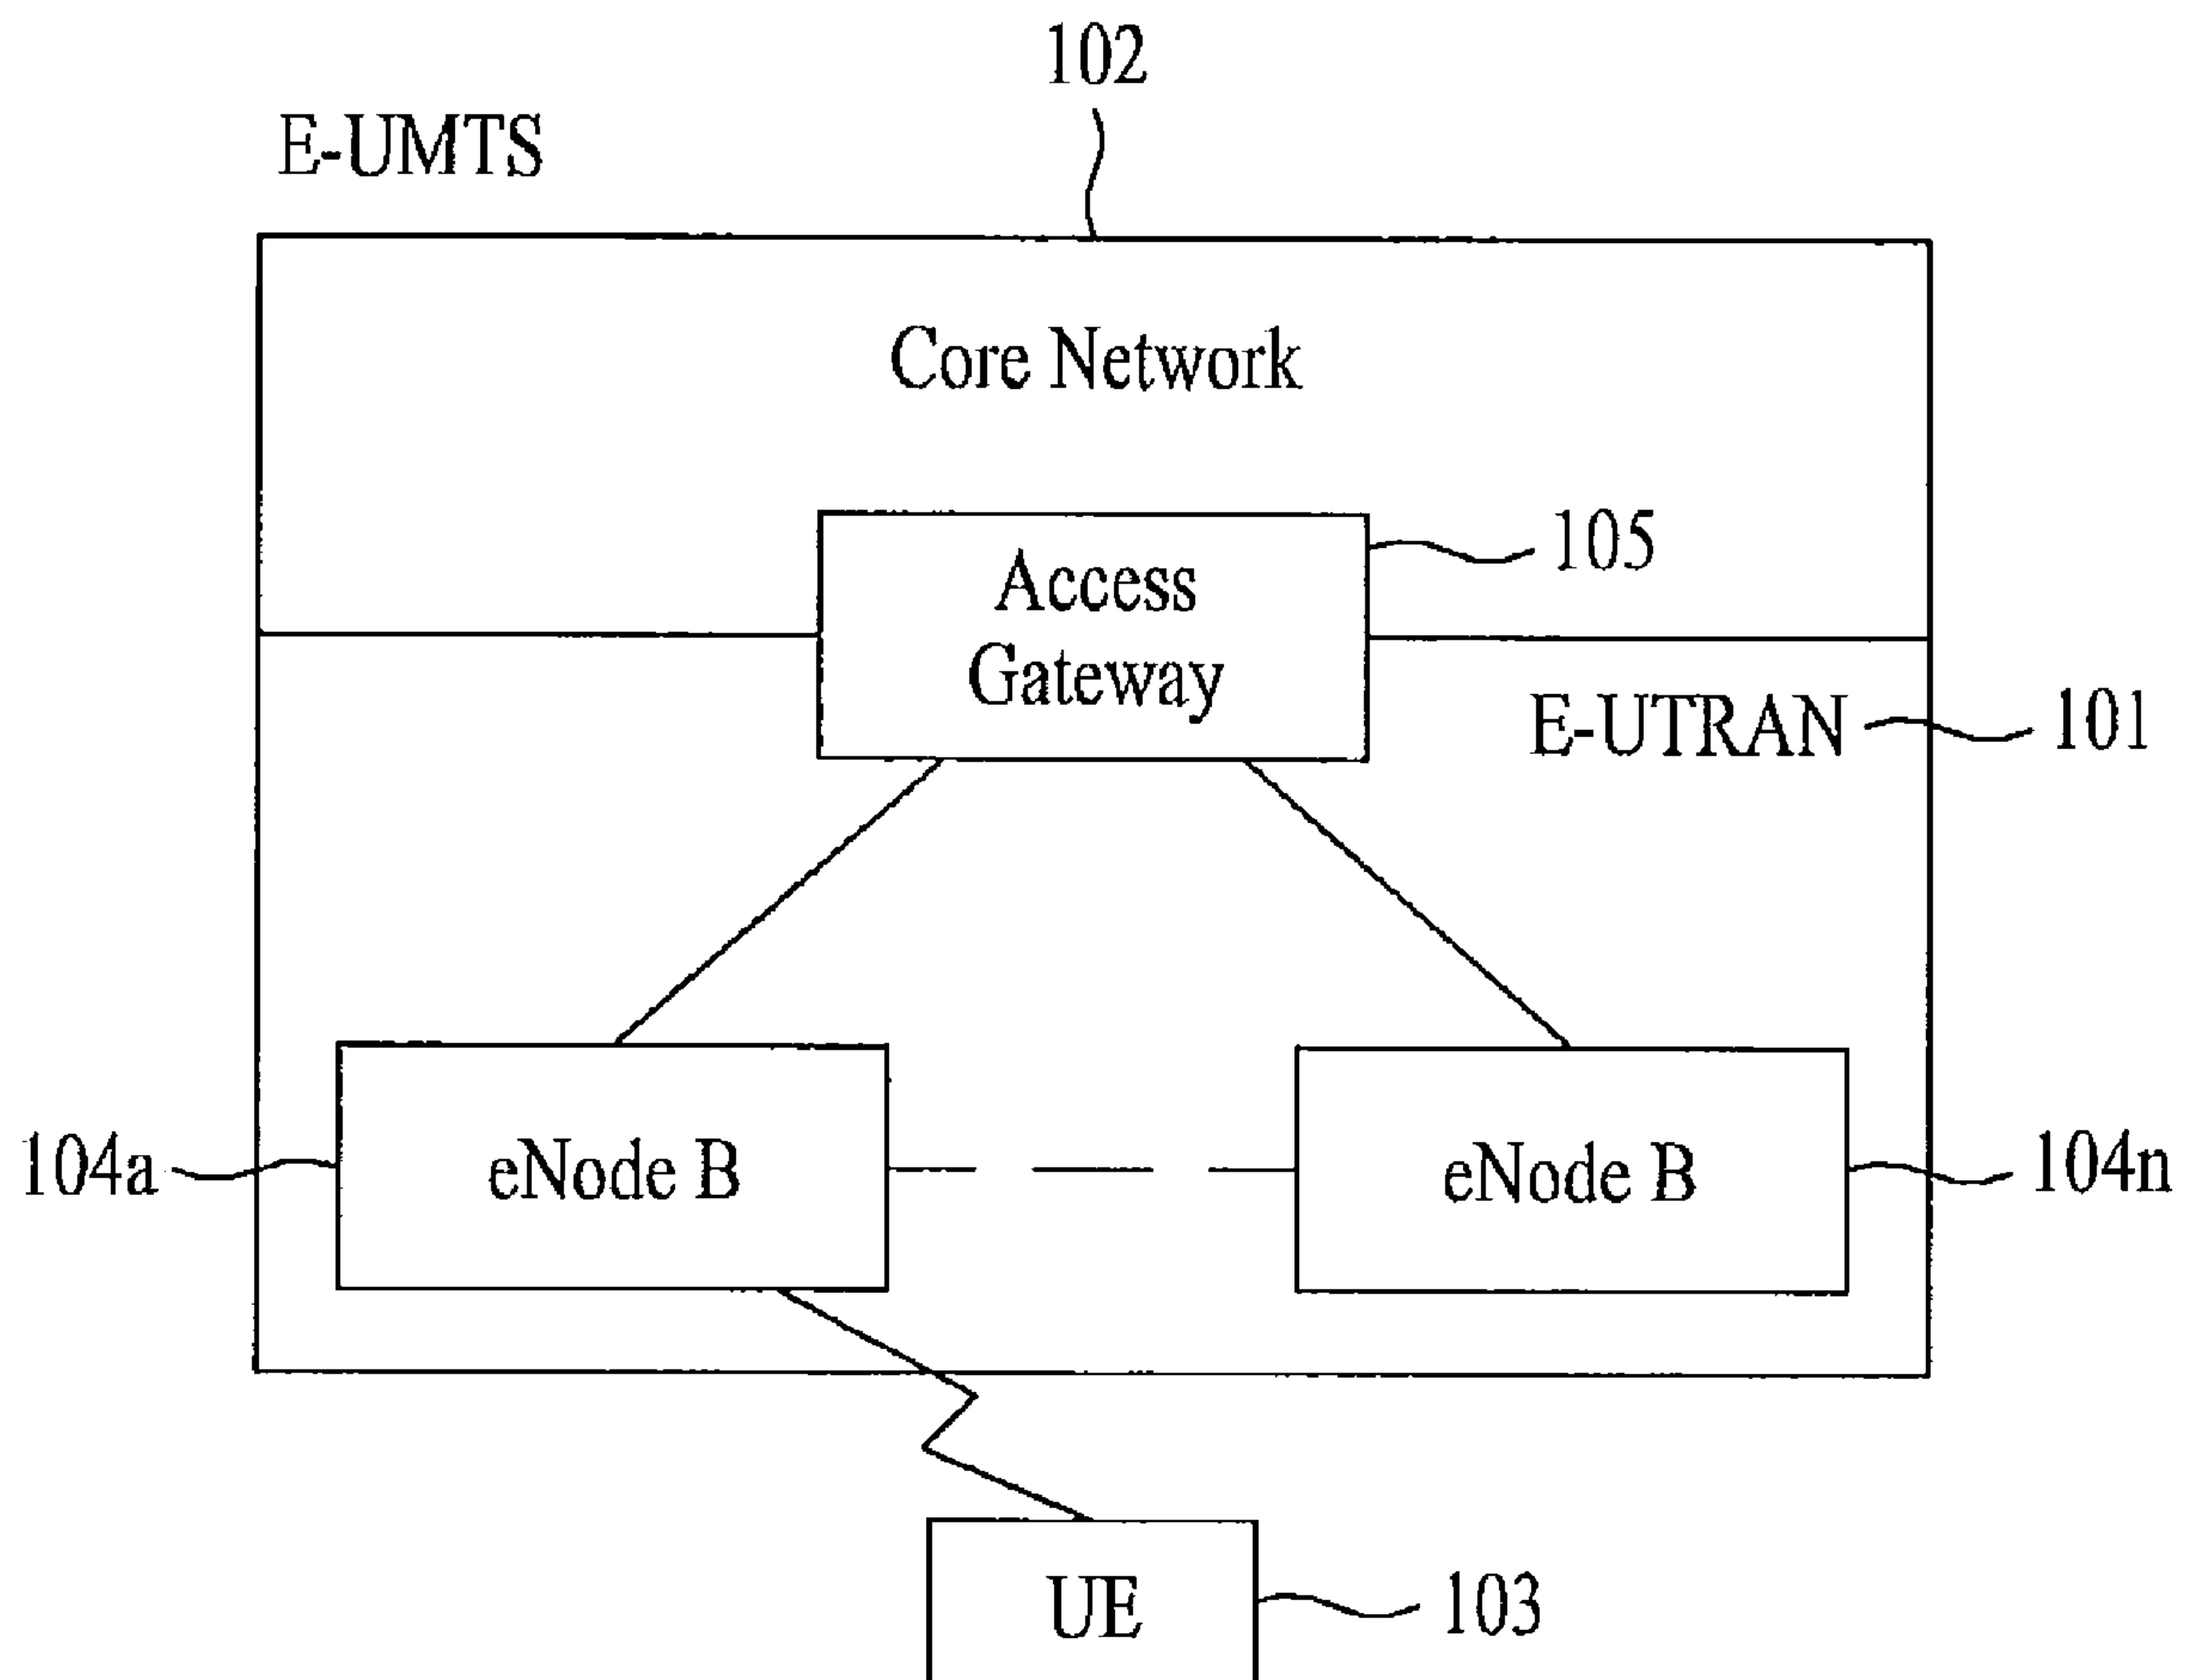 102
E-UMTS
Core Network
Access
Gateway
105
E-UTRAN
101
104a
eNode B
eNode B
104n
UE
103